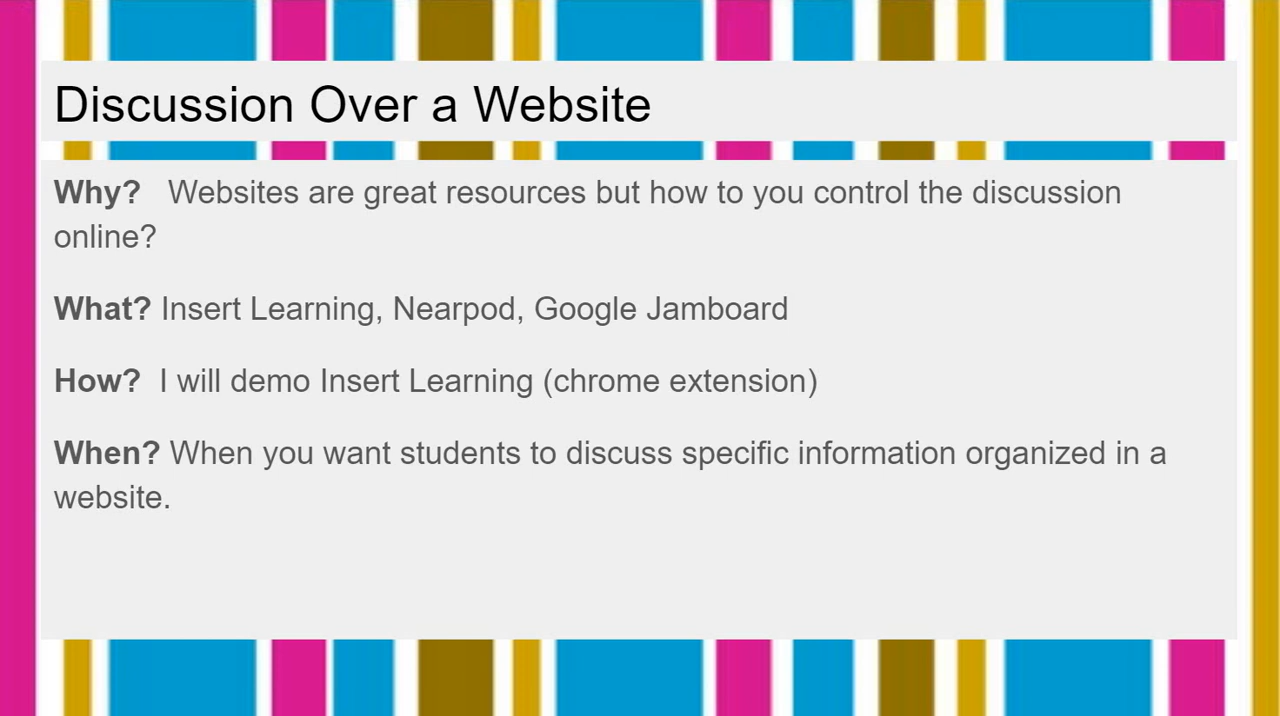 Discussion Over a Website
Why? Websites are great resources but how to you control the discussion
online?
What? Insert Learning, Nearpod, Google Jamboard
How? I will demo Insert Learning (chrome extension)
When? When you want students to discuss specific information organized in a
website.